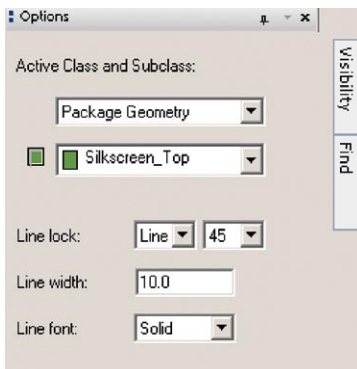 Options
Active Class and Subclass:
Package Geometry
Silkscreen_Top
Line lock: Line 45
Line width: 10.0
Line font: Solid
Visibility
Find